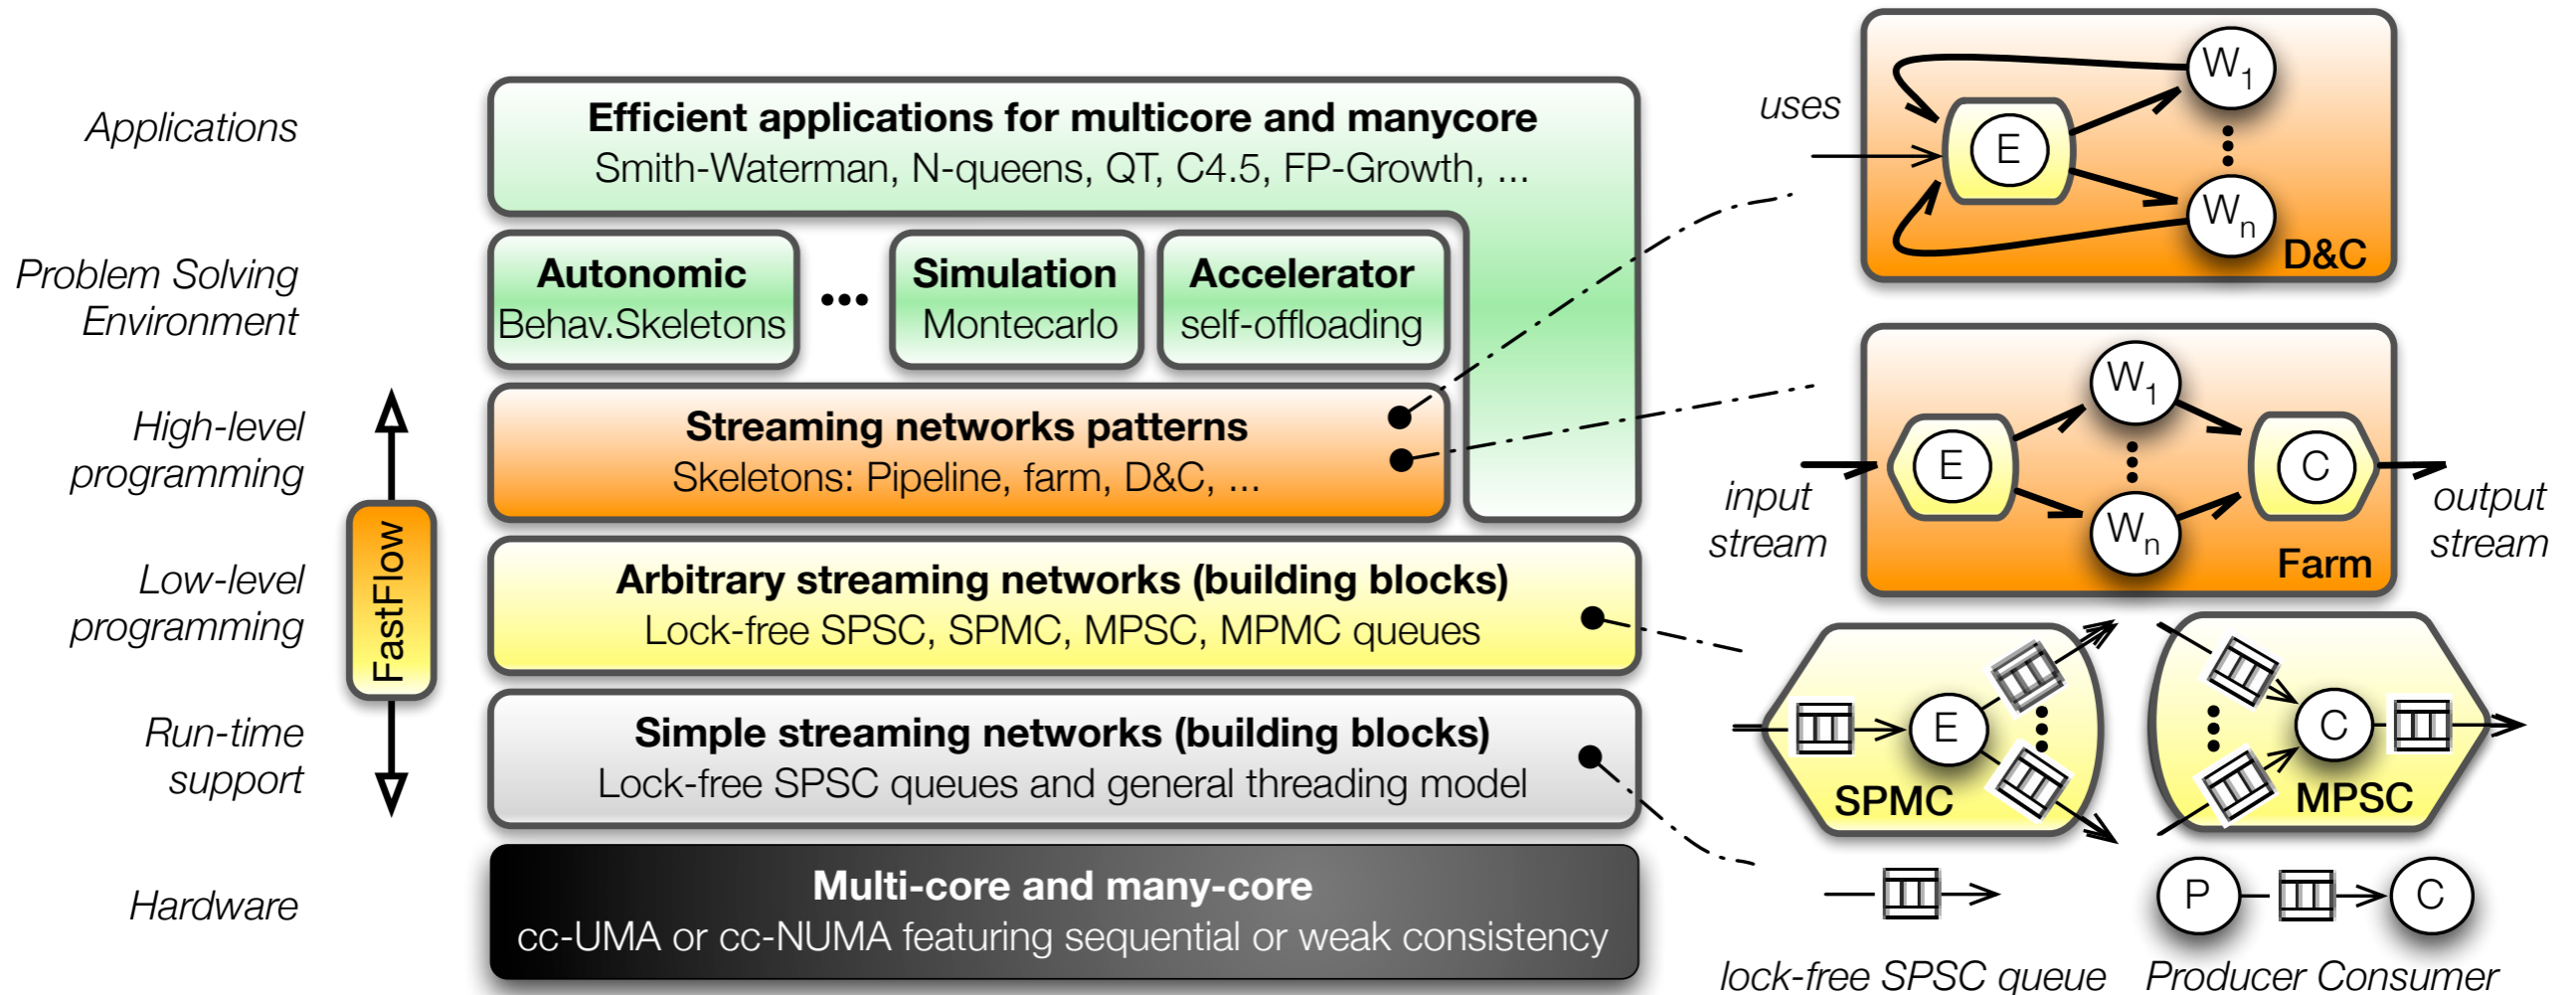 Applications
Efficient applications for multicore and manycore
Smith-Waterman, N-queens, QT, C4.5, FP-Growth, ...
Problem Solving
Environment
Autonomic
Behav.Skeletons
...
Simulation
Montecarlo
Accelerator
self-offloading
High-level
programming
Streaming networks patterns
Skeletons: Pipeline, farm, D&C, ...
FastFlow
Low-level
programming
Arbitrary streaming networks (building blocks)
Lock-free SPSC, SPMC, MPSC, MPMC queues
Run-time
support
Simple streaming networks (building blocks)
Lock-free SPSC queues and general threading model
Hardware
Multi-core and many-core
cc-UMA or cc-NUMA featuring sequential or weak consistency
uses
E
W1
Wn
D&C
input
stream
E
W1
Wn
C
Farm
output
stream
E
SPMC
C
MPSC
lock-free SPSC queue
P
C
Producer Consumer